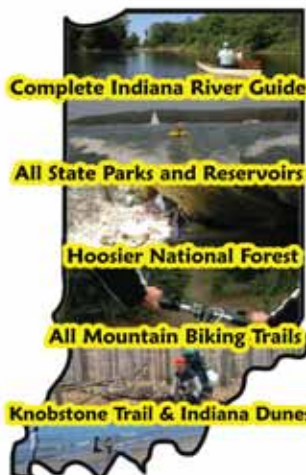 Complete Indiana River Guide
All State Parks and Reservoirs
Hoosier National Forest
All Mountain Biking Trails
Knobstone Trail & Indiana Dunes